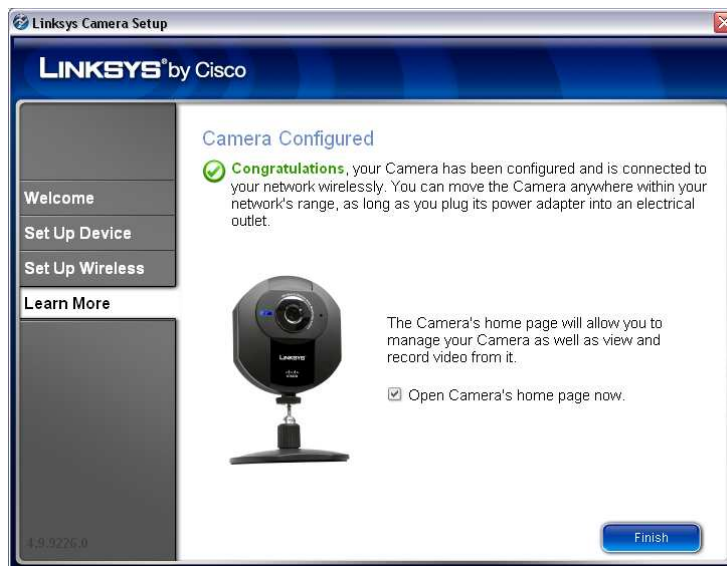 Linksys Camera Setup
LINKSYS® by Cisco
Welcome
Set Up Device
Set Up Wireless
Learn More
Camera Configured
Congratulations, your Camera has been configured and is connected to
your network wirelessly. You can move the Camera anywhere within your
network's range, as long as you plug its power adapter into an electrical
outlet.
LINKSYS
CISCO
The Camera's home page will allow you to
manage your Camera as well as view and
record video from it.
Open Camera's home page now.
4.9.9226.0
Finish